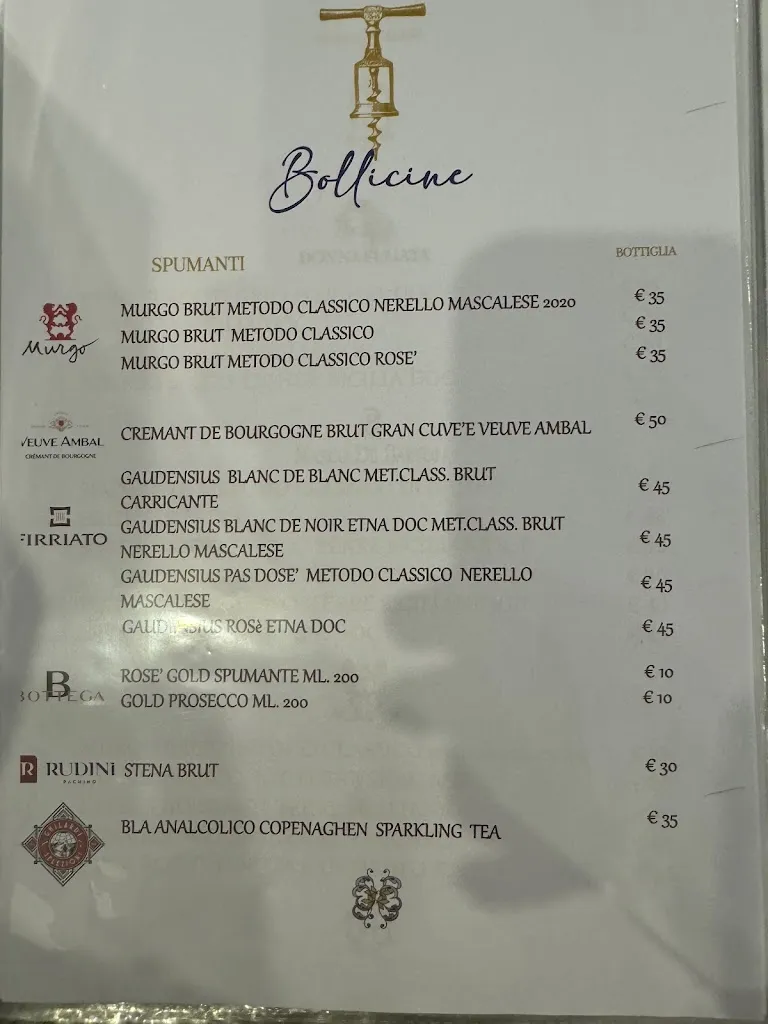 Bollicine
SPUMANTI
BOTTIGLIA
Murgo
MURGO BRUT METODO CLASSICO NERELLO MASCALESE 2020 € 35
MURGO BRUT METODO CLASSICO € 35
MURGO BRUT METODO CLASSICO ROSE' € 35
VEUVE AMBAL
CRÉMANT DE BOURGOGNE
CREMANT DE BOURGOGNE BRUT GRAN CUVE'E VEUVE AMBAL € 50
GAUDENSIUS BLANC DE BLANC MET.CLASS. BRUT € 45
CARRICANTE
FIRRIATO
GAUDENSIUS BLANC DE NOIR ETNA DOC MET.CLASS. BRUT € 45
NERELLO MASCALESE
GAUDENSIUS PAS DOSE' METODO CLASSICO NERELLO € 45
MASCALESE
GAUDENSIUS ROSè ETNA DOC € 45
B
BOTTEGA
ROSE' GOLD SPUMANTE ML. 200 € 10
GOLD PROSECCO ML. 200 € 10
R RUDINÌ
PACHINO
STENA BRUT € 30
BLA ANALCOLICO COPENAGHEN SPARKLING TEA € 35